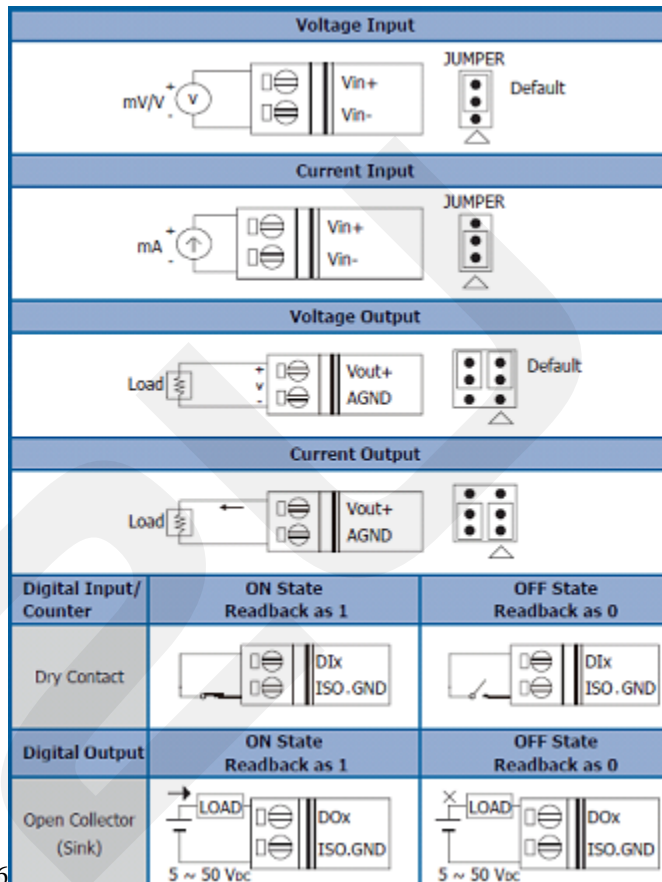 Voltage Input
JUMPER
mV/V
+
-
V
Vin+
Vin-
Default
Current Input
JUMPER
mA
+
-
Vin+
Vin-
Voltage Output
Load
+
v
-
Vout+
AGND
Default
Current Output
Load
Vout+
AGND
Digital Input/
Counter
ON State
Readback as 1
OFF State
Readback as 0
Dry Contact
DIx
ISO.GND
DIx
ISO.GND
Digital Output
ON State
Readback as 1
OFF State
Readback as 0
Open Collector
(Sink)
LOAD
DOx
ISO.GND
5 ~ 50 VDC
LOAD
DOx
ISO.GND
5 ~ 50 VDC
6